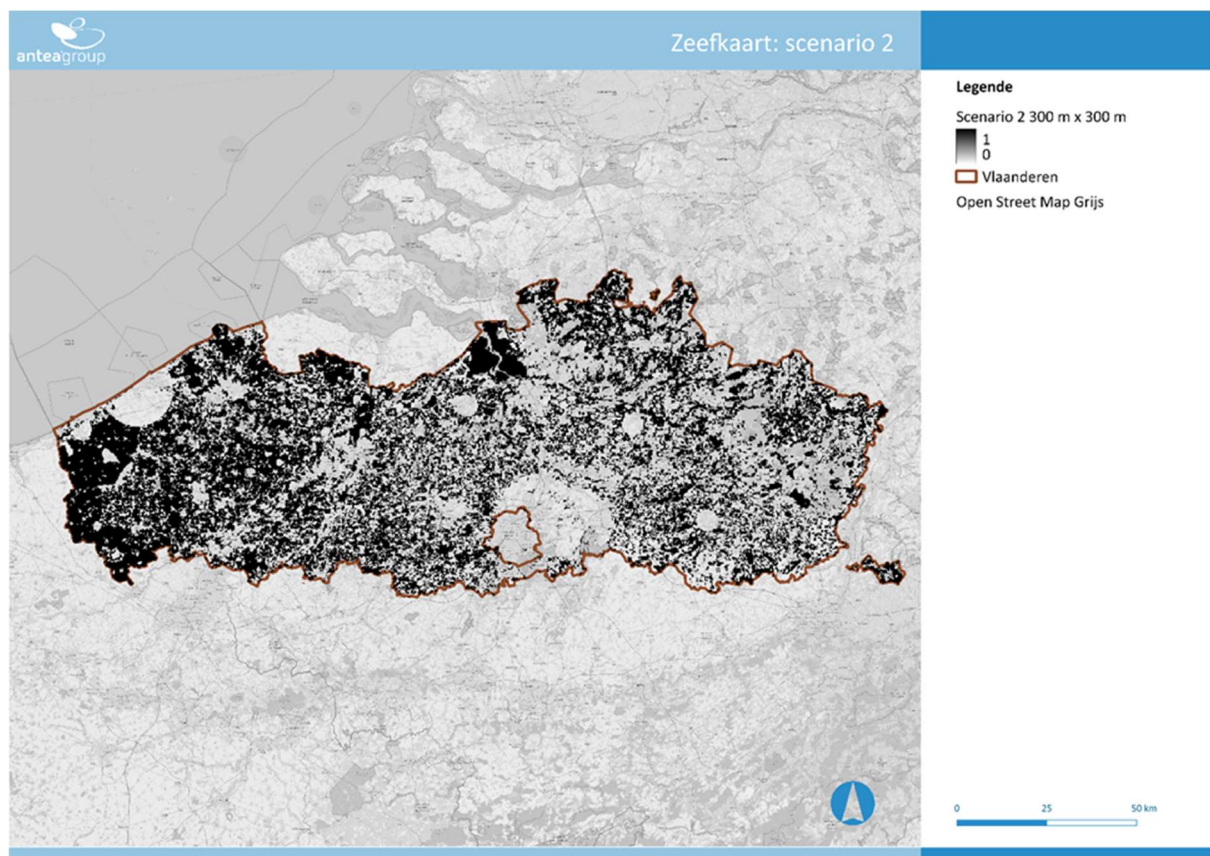 anteagroup
Zeefkaart: scenario 2
Legende
Scenario 2 300 m x 300 m
1
0
Vlaanderen
Open Street Map Grijs
0 25 50 km